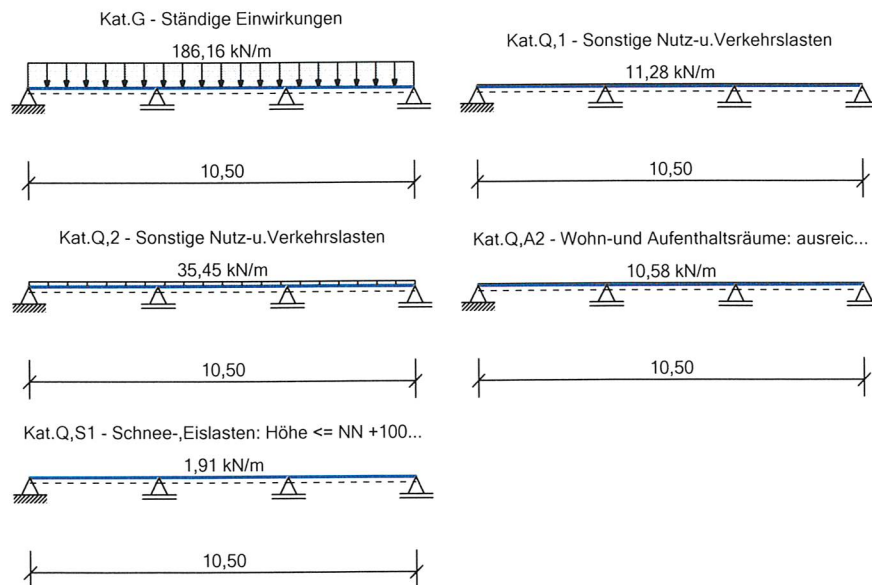 Kat.G - Ständige Einwirkungen
186,16 kN/m
10,50
Kat.Q,1 - Sonstige Nutz-u.Verkehrslasten
11,28 kN/m
10,50
Kat.Q,2 - Sonstige Nutz-u.Verkehrslasten
35,45 kN/m
10,50
Kat.Q,A2 - Wohn-und Aufenthaltsräume: ausreic...
10,58 kN/m
10,50
Kat.Q,S1 - Schnee-,Eislasten: Höhe <= NN +100...
1,91 kN/m
10,50